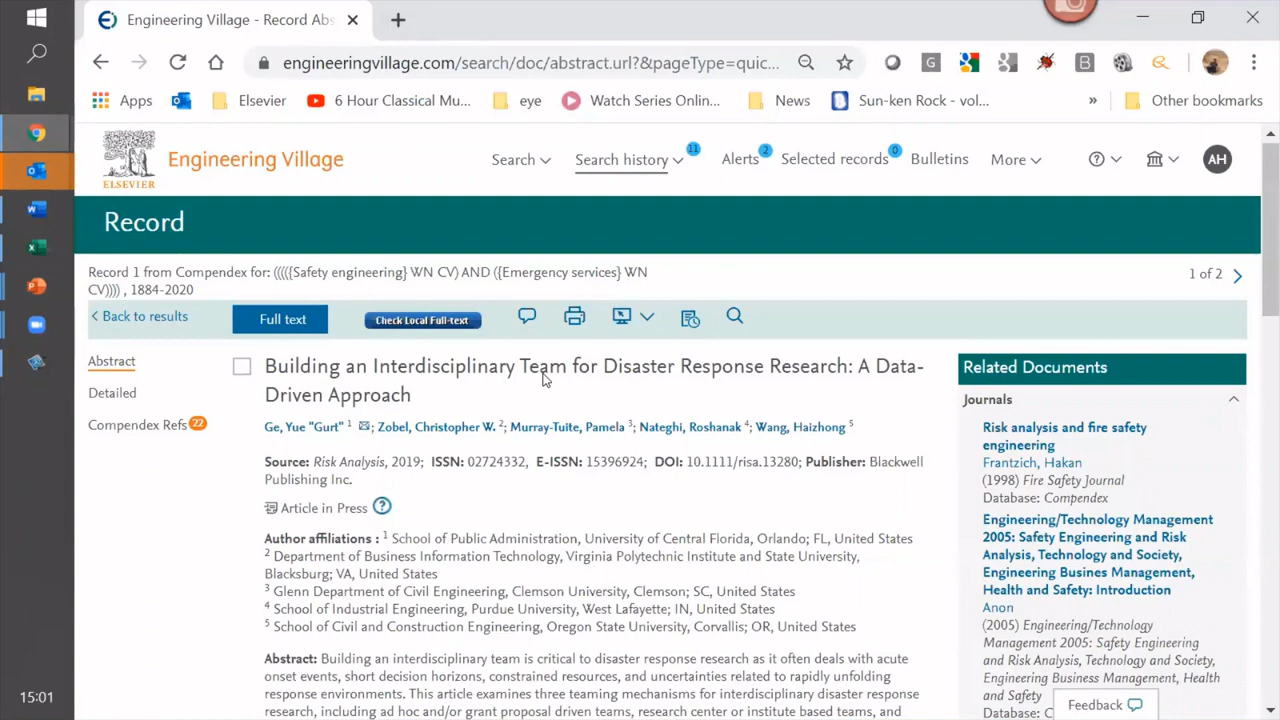 Engineering Village - Record Abs
engineeringvillage.com/search/doc/abstract.url?&pageType=quic...
Apps
Elsevier
6 Hour Classical Mu...
eye
Watch Series Onlin...
News
Sun-ken Rock - vol...
»
Other bookmarks
ELSEVIER
Engineering Village
Search
Search history
11
Alerts
2
Selected records
0
Bulletins
More
AH
Record
Record 1 from Compendex for: ((((({Safety engineering} WN CV) AND ({Emergency services} WN
CV)))) , 1884-2020
1 of 2
Back to results
Full text
Check Local Full-text
Abstract
Detailed
Compendex Refs 22
Building an Interdisciplinary Team for Disaster Response Research: A Data-
Driven Approach
Ge, Yue "Gurt" 1 ; Zobel, Christopher W. 2; Murray-Tuite, Pamela 3; Nateghi, Roshanak 4; Wang, Haizhong 5
Source: Risk Analysis, 2019; ISSN: 02724332, E-ISSN: 15396924; DOI: 10.1111/risa.13280; Publisher: Blackwell
Publishing Inc.
Article in Press ?
Author affiliations : 1 School of Public Administration, University of Central Florida, Orlando; FL, United States
2 Department of Business Information Technology, Virginia Polytechnic Institute and State University,
Blacksburg; VA, United States
3 Glenn Department of Civil Engineering, Clemson University, Clemson; SC, United States
4 School of Industrial Engineering, Purdue University, West Lafayette; IN, United States
5 School of Civil and Construction Engineering, Oregon State University, Corvallis; OR, United States
Abstract: Building an interdisciplinary team is critical to disaster response research as it often deals with acute
onset events, short decision horizons, constrained resources, and uncertainties related to rapidly unfolding
response environments. This article examines three teaming mechanisms for interdisciplinary disaster
response research, including ad hoc and/or grant proposal driven teams, research center or institute based teams, and
Related Documents
Journals
Risk analysis and fire safety
engineering
Frantzich, Hakan
(1998) Fire Safety Journal
Database: Compendex
Engineering/Technology Management
2005: Safety Engineering and Risk
Analysis, Technology and Society,
Engineering Busines Management,
Health and Safety: Introduction
Anon
(2005) Engineering/Technology
Management 2005: Safety Engineering
and Risk Analysis, Technology and
Society, Engineering Busines
Management, Health and Safety
Database: C
Feedback
15:01